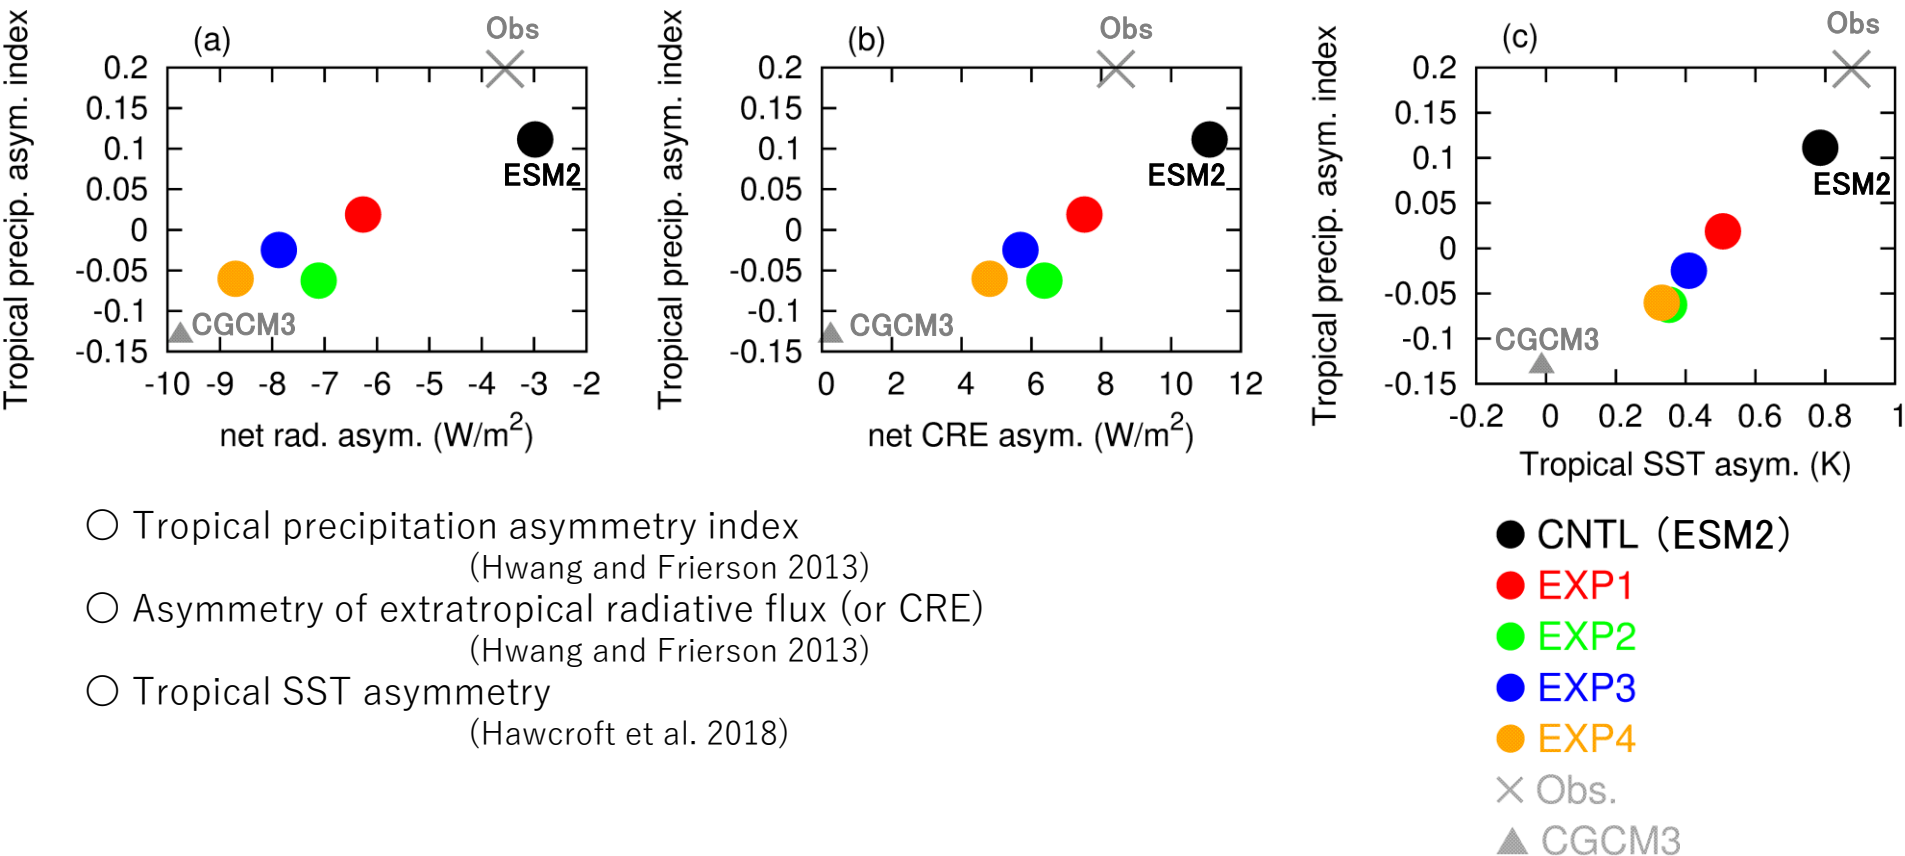 Tropical precip. asym. index
(a)
Obs
0.2
0.15
0.1
0.05
0
-0.05
-0.1
-0.15
ESM2
CGCM3
-10 -9 -8 -7 -6 -5 -4 -3 -2
net rad. asym. (W/m²)
Tropical precip. asym. index
(b)
Obs
0.2
0.15
0.1
0.05
0
-0.05
-0.1
-0.15
ESM2
CGCM3
0 2 4 6 8 10 12
net CRE asym. (W/m²)
Tropical precip. asym. index
(c)
Obs
0.2
0.15
0.1
0.05
0
-0.05
-0.1
-0.15
ESM2
CGCM3
-0.2 0 0.2 0.4 0.6 0.8 1
Tropical SST asym. (K)
○ Tropical precipitation asymmetry index
(Hwang and Frierson 2013)
○ Asymmetry of extratropical radiative flux (or CRE)
(Hwang and Frierson 2013)
○ Tropical SST asymmetry
(Hawcroft et al. 2018)
CNTL（ESM2）
EXP1
EXP2
EXP3
EXP4
Obs.
CGCM3